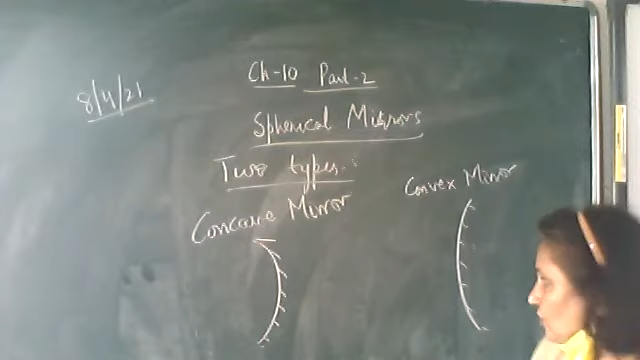 8/4/21
Ch-10 Part-2
Spherical Mirrors
Two types:
Concave Mirror
Convex Mirror